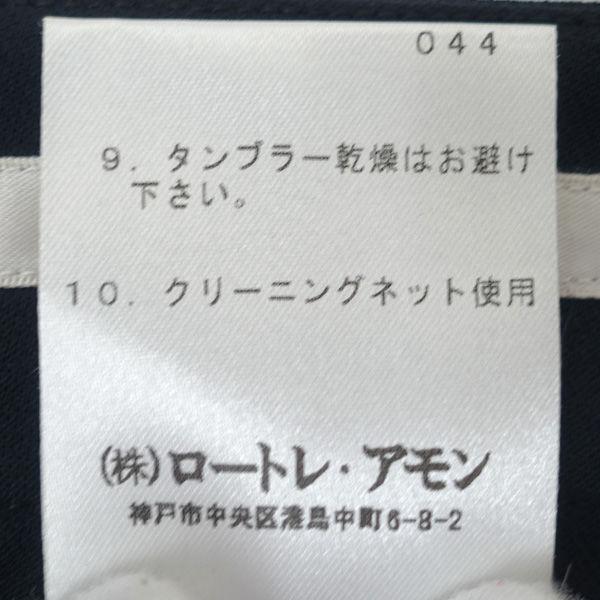 044
9. タンブラー乾燥はお避け
下さい。
10. クリーニングネット使用
(株)ロートレ・アモン
神戸市中央区港島中町6-8-2